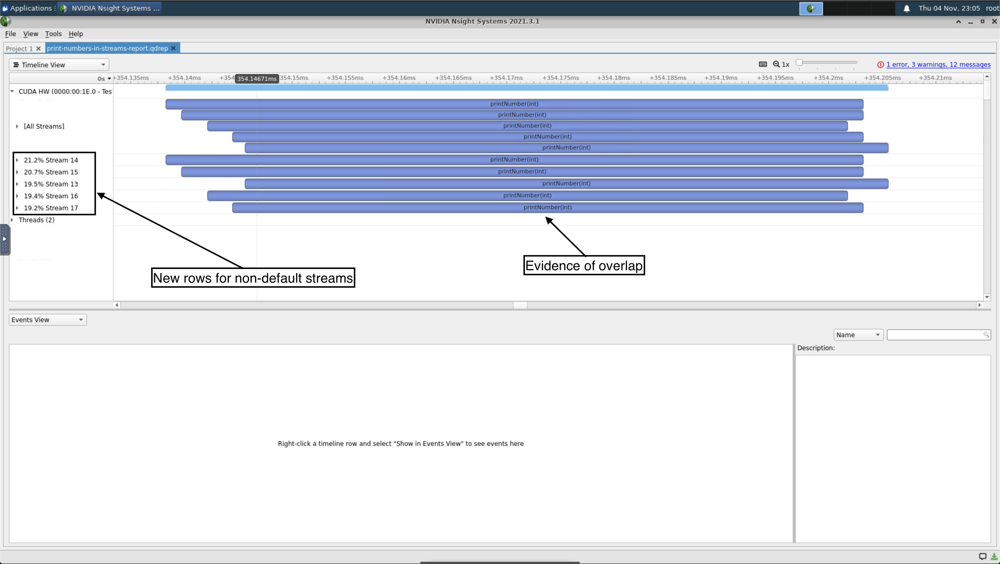 Applications
NVIDIA Nsight Systems ...
Thu 04 Nov, 23:05 root
NVIDIA Nsight Systems 2021.3.1
File View Tools Help
Project 1
print-numbers-in-streams-report.qdrep
Timeline View
1x
1 error, 3 warnings, 12 messages
0s +354.135ms +354.14ms +354 354.14671ms 354.15ms +354.155ms +354.16ms +354.165ms +354.17ms +354.175ms +354.18ms +354.185ms +354.19ms +354.195ms +354.2ms +354.205ms +354.21ms
CUDA HW (0000:00:1E.0 - Tes
printNumber(int)
printNumber(int)
[All Streams]
printNumber(int)
printNumber(int)
printNumber(int)
21.2% Stream 14
printNumber(int)
20.7% Stream 15
printNumber(int)
19.5% Stream 13
printNumber(int)
19.4% Stream 16
printNumber(int)
19.2% Stream 17
printNumber(int)
Threads (2)
Evidence of overlap
New rows for non-default streams
Events View
Name
Description:
Right-click a timeline row and select "Show in Events View" to see events here